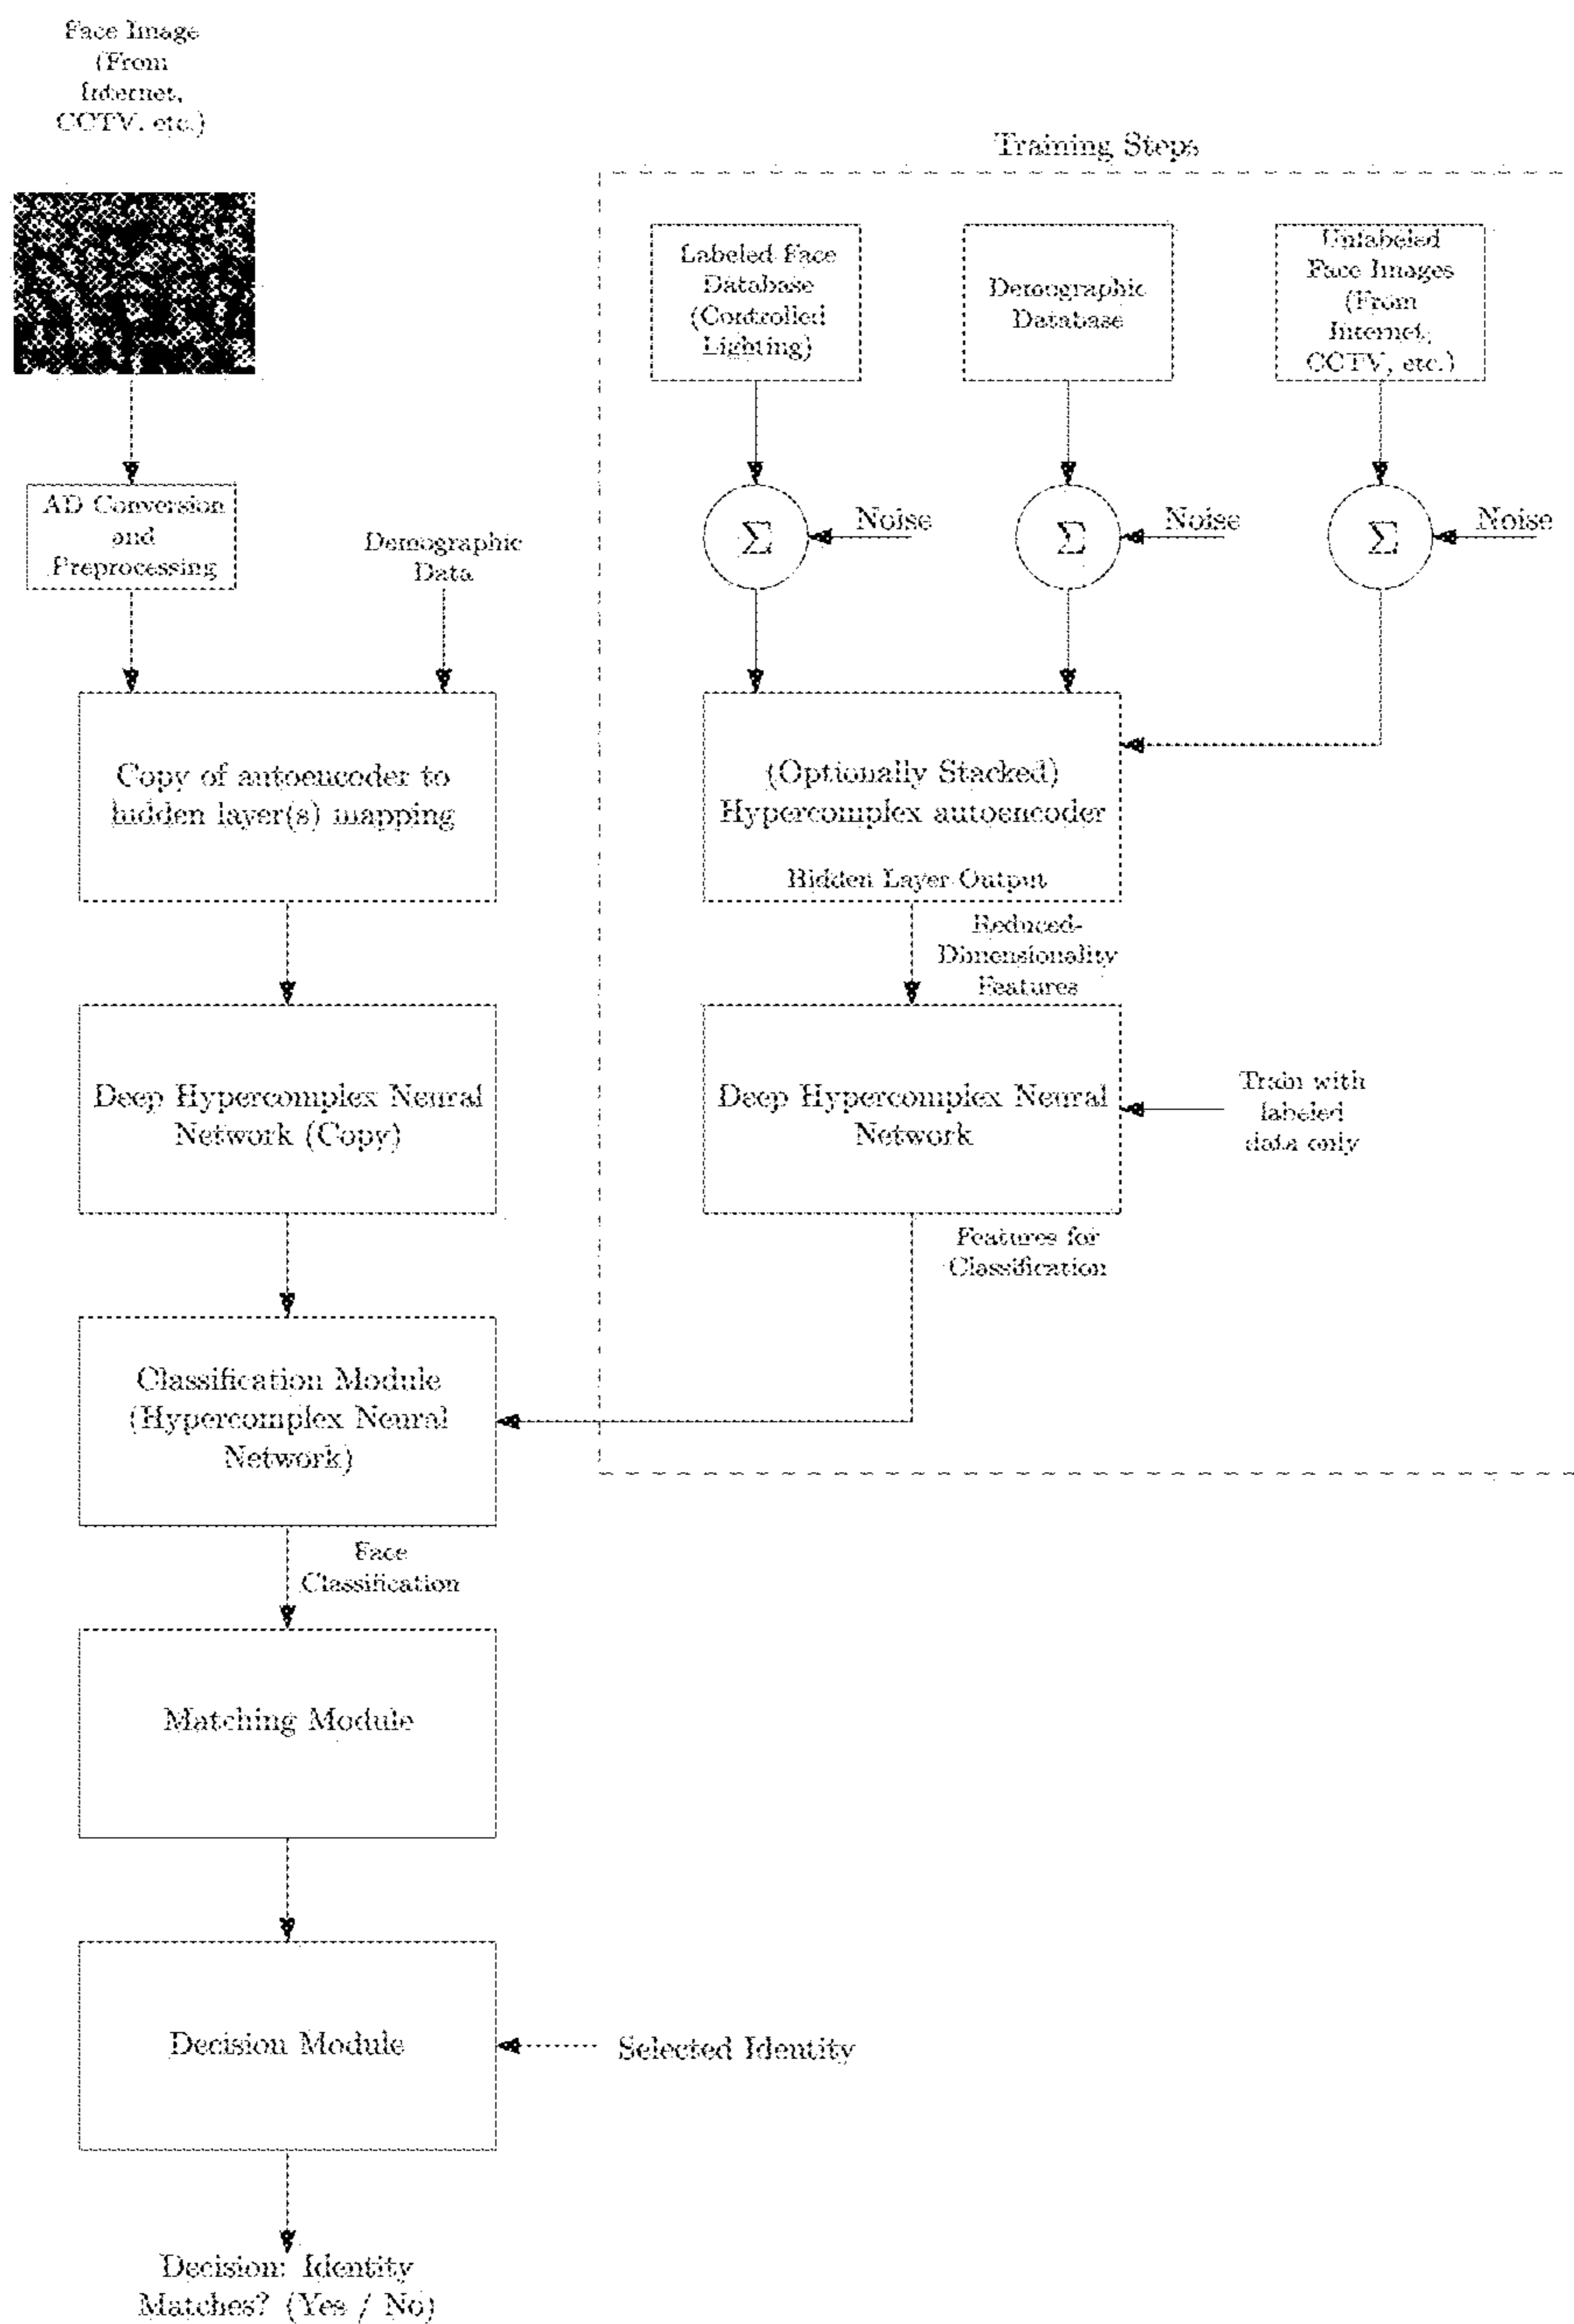 Face Image
(From
Internet,
CCTV, etc.)
Training Steps
Labeled Face
Database
(Controlled
Lighting)
Demographic
Database
Unlabeled
Face Images
(From
Internet,
CCTV, etc.)
AD Conversion
and
Preprocessing
Demographic
Data
Σ
Noise
Σ
Noise
Σ
Noise
Copy of autoencoder to
hidden layer(s) mapping
(Optionally Stacked)
Hypercomplex autoencoder
Hidden Layer Output
Reduced-
Dimensionality
Features
Deep Hypercomplex Neural
Network (Copy)
Deep Hypercomplex Neural
Network
Train with
labeled
data only
Features for
Classification
Classification Module
(Hypercomplex Neural
Network)
Face
Classification
Matching Module
Decision Module
Selected Identity
Decision: Identity
Matches? (Yes / No)